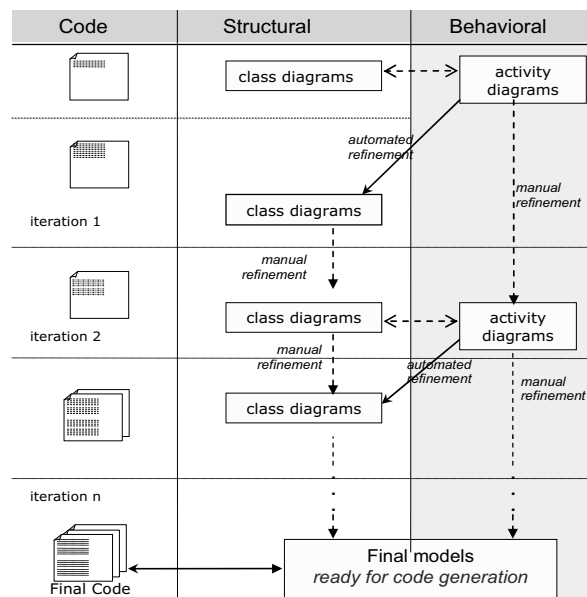 Code
Structural
Behavioral
class diagrams
activity
diagrams
automated
refinement
manual
refinement
class diagrams
iteration 1
manual
refinement
class diagrams
activity
diagrams
iteration 2
manual
refinement
automated
refinement
manual
refinement
class diagrams
iteration n
Final models
ready for code generation
Final Code